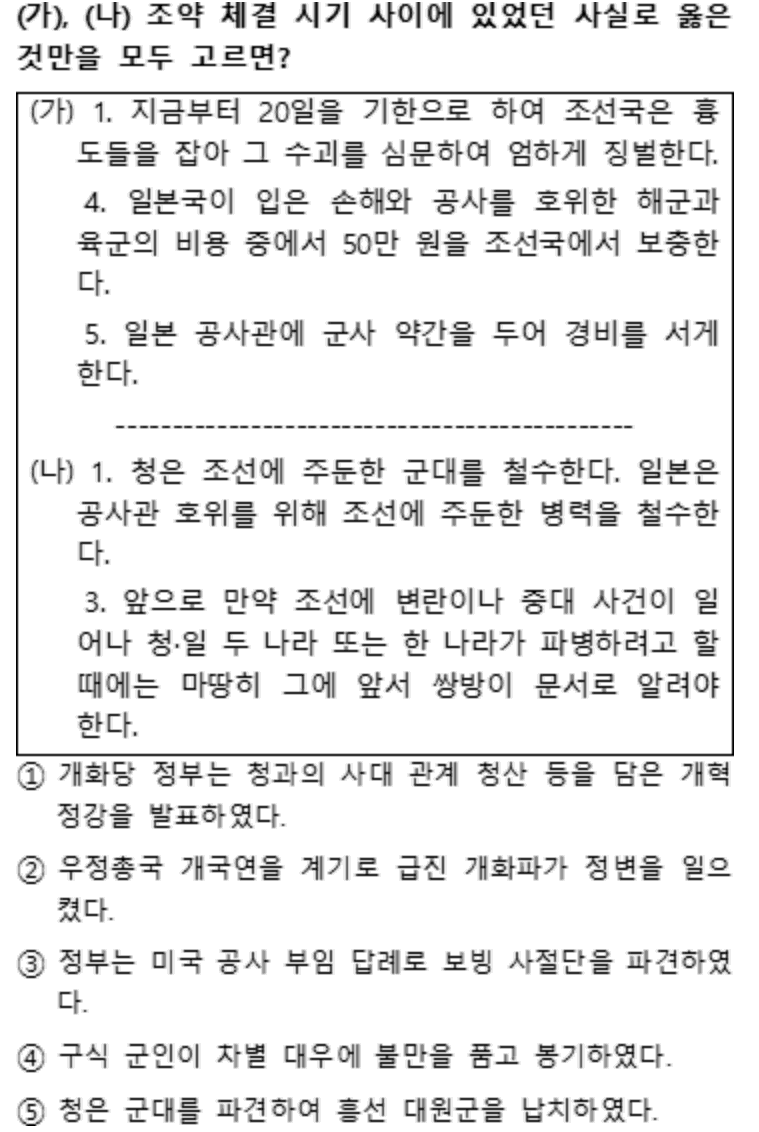 (가), (나) 조약 체결 시기 사이에 있었던 사실로 옳은
것만을 모두 고르면?
(가) 1. 지금부터 20일을 기한으로 하여 조선국은 흉
도들을 잡아 그 수괴를 심문하여 엄하게 징벌한다.
4. 일본국이 입은 손해와 공사를 호위한 해군과
육군의 비용 중에서 50만 원을 조선국에서 보충한
다.
5. 일본 공사관에 군사 약간을 두어 경비를 서게
한다.
---------------------------------------------
(나) 1. 청은 조선에 주둔한 군대를 철수한다. 일본은
공사관 호위를 위해 조선에 주둔한 병력을 철수한
다.
3. 앞으로 만약 조선에 변란이나 중대 사건이 일
어나 청·일 두 나라 또는 한 나라가 파병하려고 할
때에는 마땅히 그에 앞서 쌍방이 문서로 알려야
한다.
① 개화당 정부는 청과의 사대 관계 청산 등을 담은 개혁
정강을 발표하였다.
② 우정총국 개국연을 계기로 급진 개화파가 정변을 일으
켰다.
③ 정부는 미국 공사 부임 답례로 보빙 사절단을 파견하였
다.
④ 구식 군인이 차별 대우에 불만을 품고 봉기하였다.
⑤ 청은 군대를 파견하여 흥선 대원군을 납치하였다.